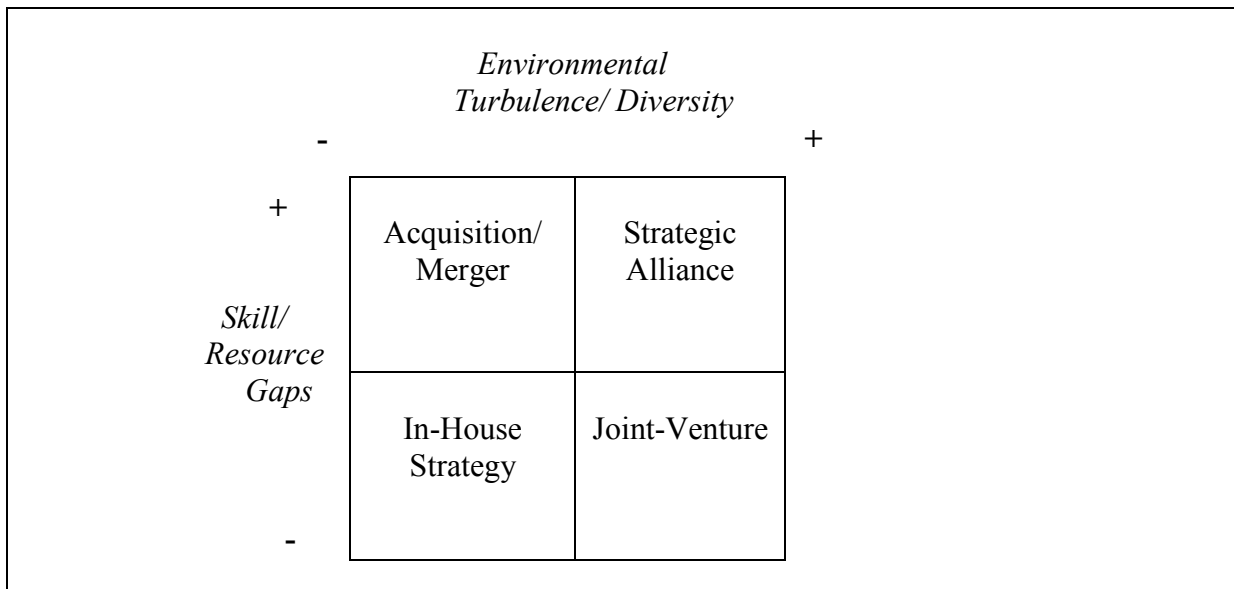 Environmental
Turbulence/ Diversity
- +
+
Acquisition/ Strategic
Merger Alliance
Skill/
Resource
Gaps
In-House Joint-Venture
Strategy
-